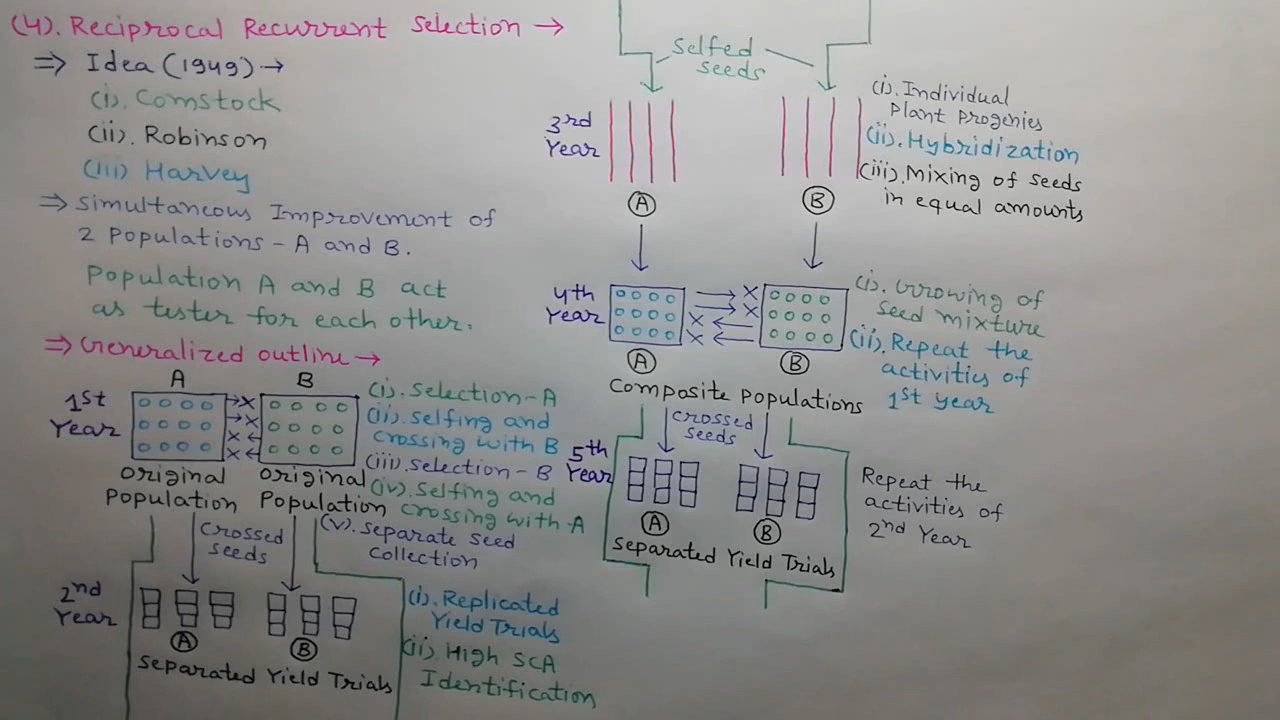 (4). Reciprocal Recurrent Selection →
⇒ Idea (1949) →
(i). Comstock
(ii). Robinson
(iii) Harvey
⇒ Simultaneous Improvement of
2 Populations - A and B.
Population A and B act
as tester for each other.
⇒ Generalized outline →
A B
1st
Year
Original
Population
Original
Population
(i). Selection - A
(ii) Selfing and
crossing with B
(iii). Selection - B
(iv). Selfing and
crossing with A
(v). Separate seed
collection
Crossed
Seeds
2nd
Year
A B
Separated Yield Trials
(i). Replicated
Yield Trials
(ii). High SCA
Identification
Selfed
Seeds
3rd
Year
A B
(i). Individual
Plant Progenies
(ii). Hybridization
(iii). Mixing of seeds
in equal amounts
4th
Year
A B
Composite Populations
(i). Growing of
seed mixture
(ii). Repeat the
activities of
1st year
Crossed
Seeds
5th
Year
A B
Separated Yield Trials
Repeat the
activities of
2nd Year